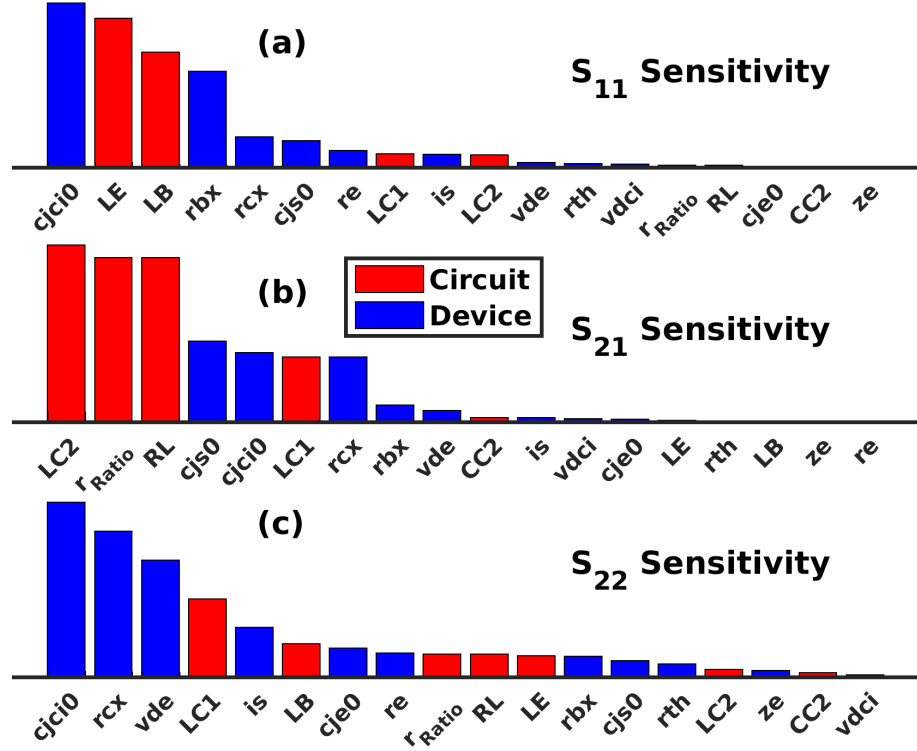 (a)
S11 Sensitivity
cjci0 LE LB rbx rcx cjs0 re LC1 is LC2 vde rth vdci rRatio RL cje0 CC2 ze
(b)
Circuit
Device
S21 Sensitivity
LC2 rRatio RL cjs0 cjci0 LC1 rcx rbx vde CC2 is vdci cje0 LE rth LB ze re
(c)
S22 Sensitivity
cjci0 rcx vde LC1 is LB cje0 re rRatio RL LE rbx cjs0 rth LC2 ze CC2 vdci